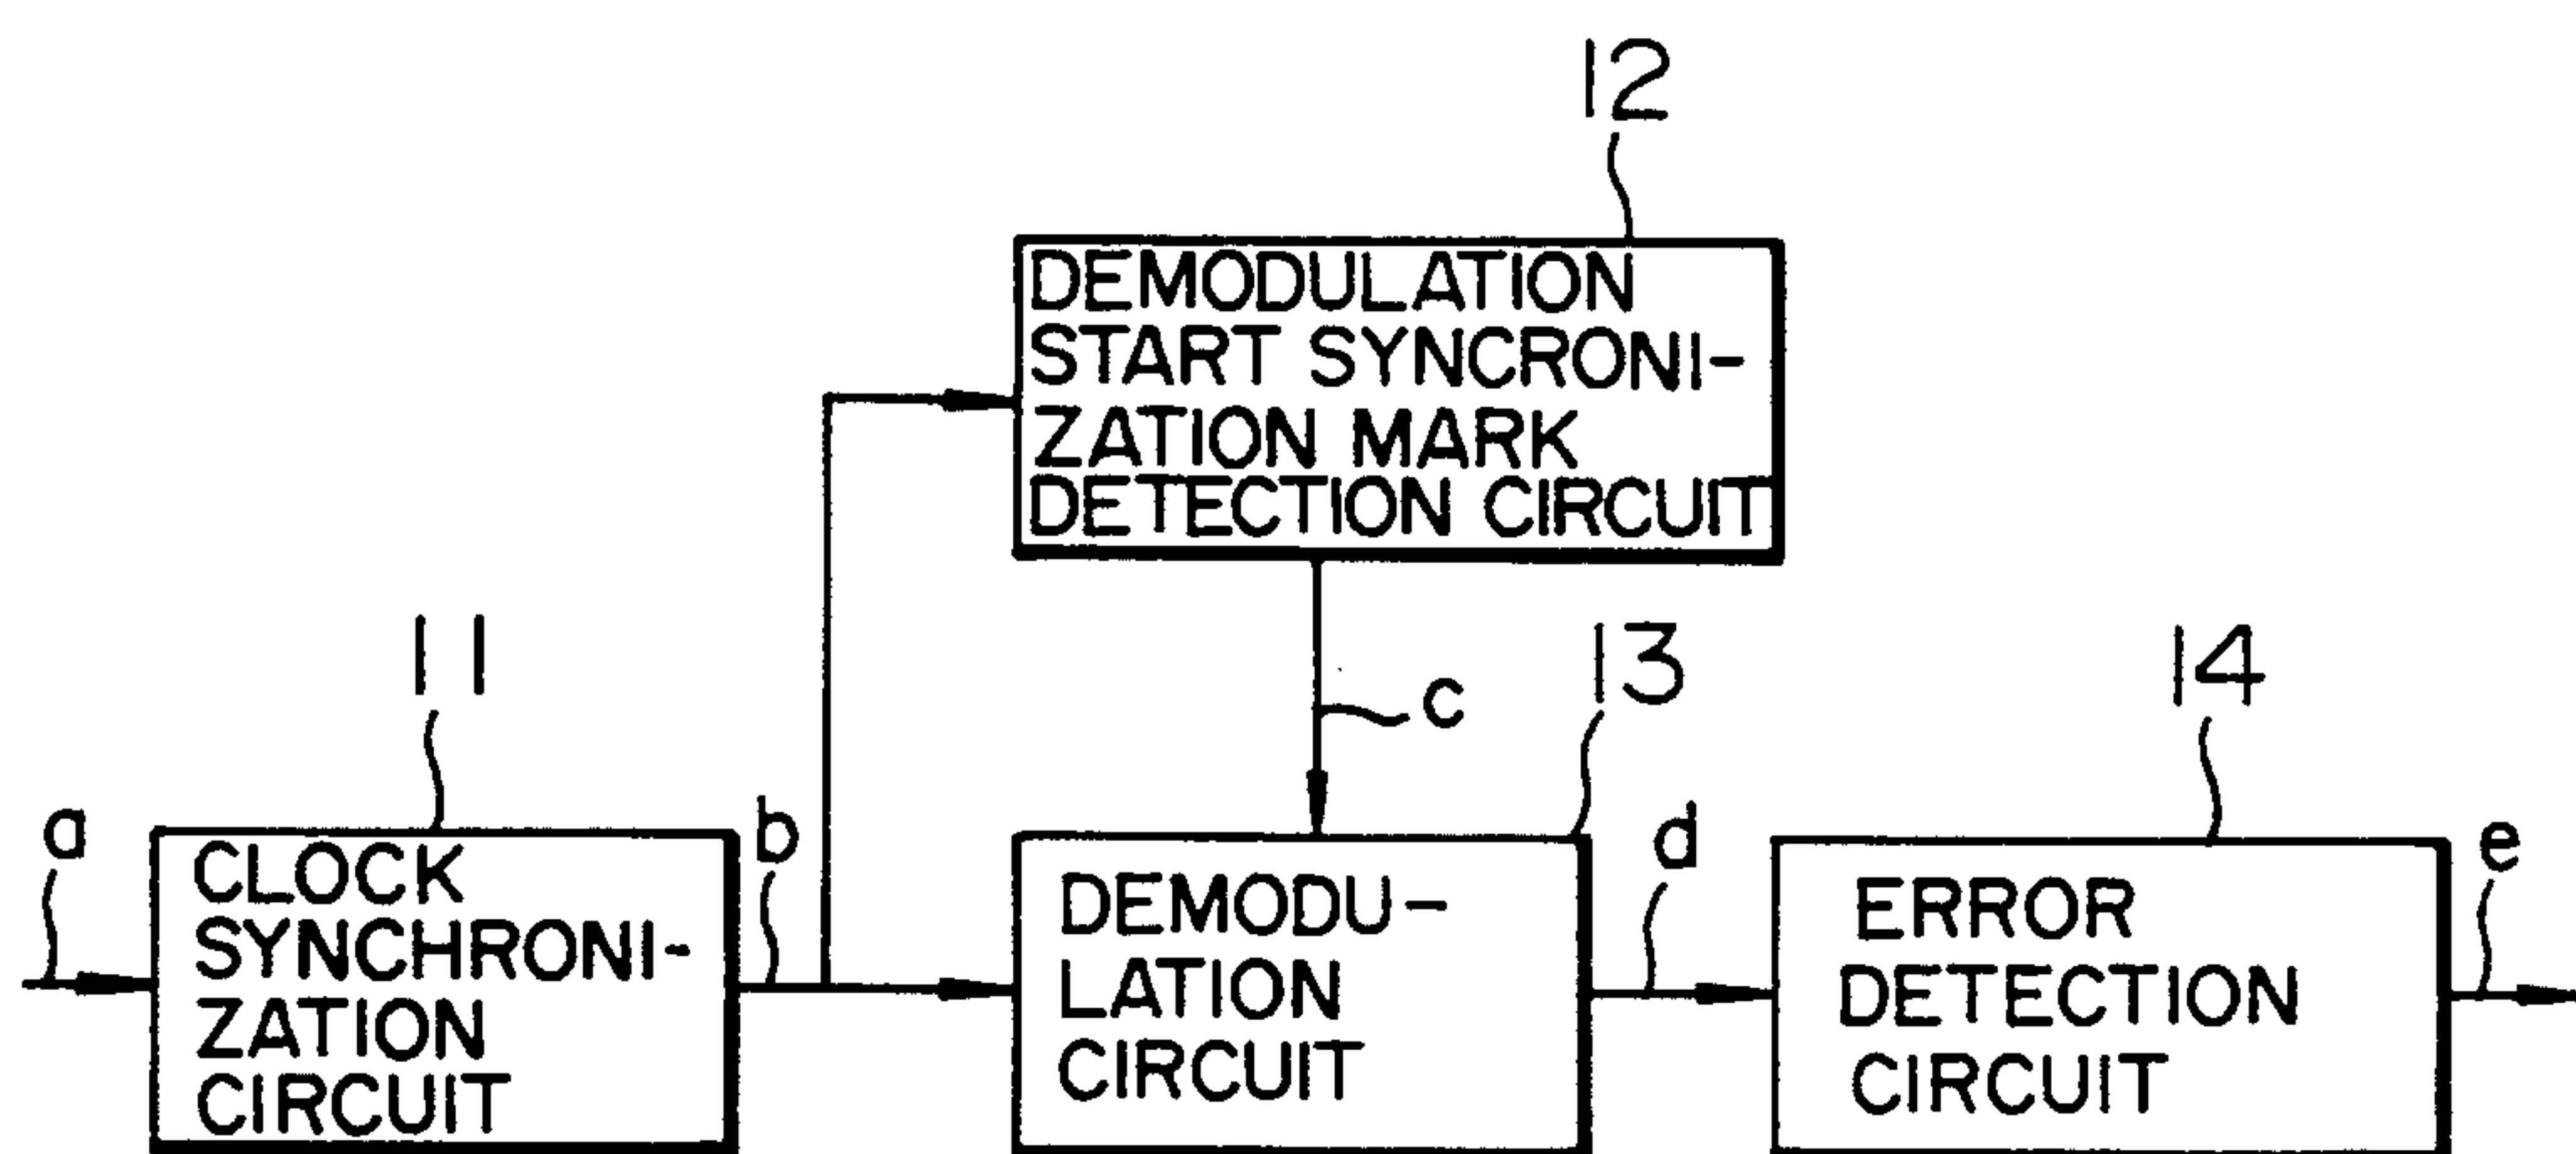 12
DEMODULATION
START SYNCRONI-
ZATION MARK
DETECTION CIRCUIT
11
c
13
14
a
CLOCK
SYNCHRONI-
ZATION
CIRCUIT
b
DEMODU-
LATION
CIRCUIT
d
ERROR
DETECTION
CIRCUIT
e